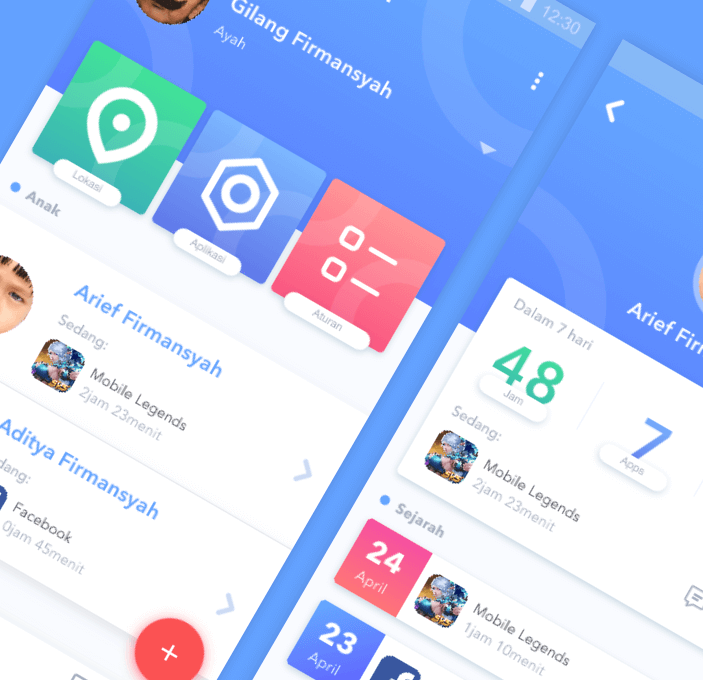 12:30
Gilang Firmansyah
Ayah
Lokasi
Aplikasi
Aturan
Anak
Arief Firmansyah
Sedang:
Mobile Legends
2jam 23menit
Aditya Firmansyah
Facebook
0jam 45menit
+
Arief
Dalam 7 hari
48
Jam
7
Apps
Sedang:
Mobile Legends
2jam 23menit
Sejarah
24
April
Mobile Legends
1jam 10menit
23
April